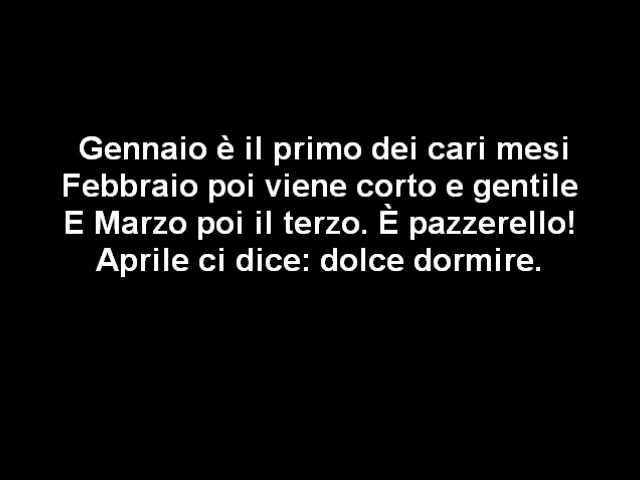 Gennaio è il primo dei cari mesi
Febbraio poi viene corto e gentile
E Marzo poi il terzo. È pazzerello!
Aprile ci dice: dolce dormire.